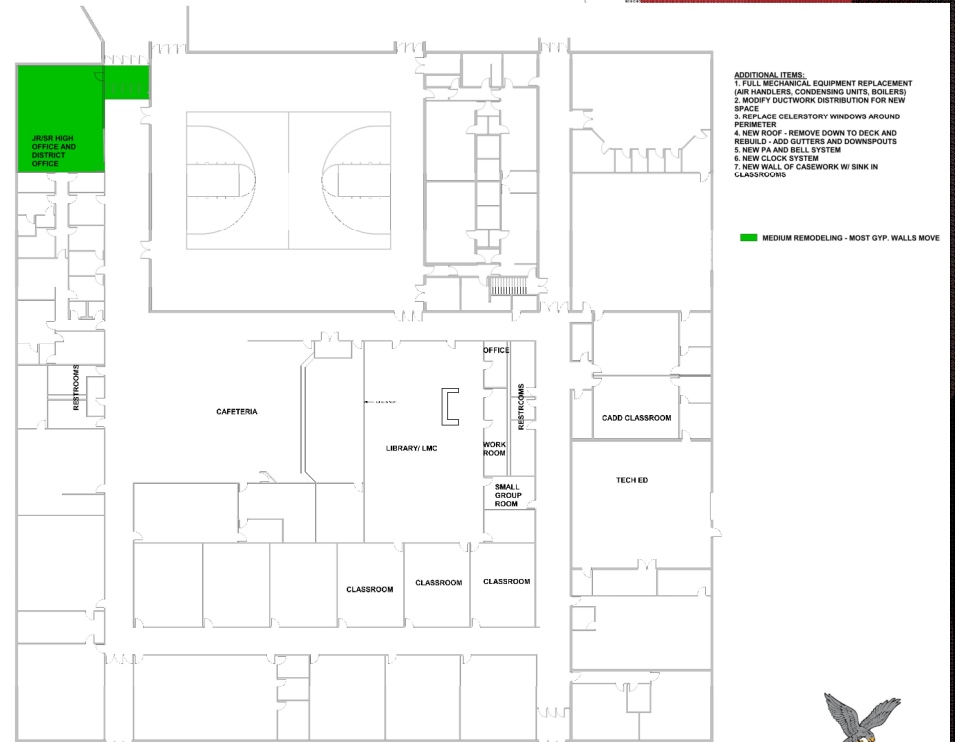 ADDITIONAL ITEMS:
1. FULL MECHANICAL EQUIPMENT REPLACEMENT
(AIR HANDLERS, CONDENSING UNITS, BOILERS)
2. MODIFY DUCTWORK DISTRIBUTION FOR NEW
SPACE
3. REPLACE CELERSTORY WINDOWS AROUND
PERIMETER
4. NEW ROOF - REMOVE DOWN TO DECK AND
REBUILD - ADD GUTTERS AND DOWNSPOUTS
5. NEW PA AND BELL SYSTEM
6. NEW CLOCK SYSTEM
7. NEW WALL OF CASEWORK W/ SINK IN
CLASSROOMS
MEDIUM REMODELING - MOST GYP. WALLS MOVE
JR/SR HIGH
OFFICE AND
DISTRICT
OFFICE
RESTROOMS
CAFETERIA
LIBRARY/ LMC
OFFICE
RESTROOMS
WORK
ROOM
SMALL
GROUP
ROOM
CADD CLASSROOM
TECH ED
CLASSROOM
CLASSROOM
CLASSROOM